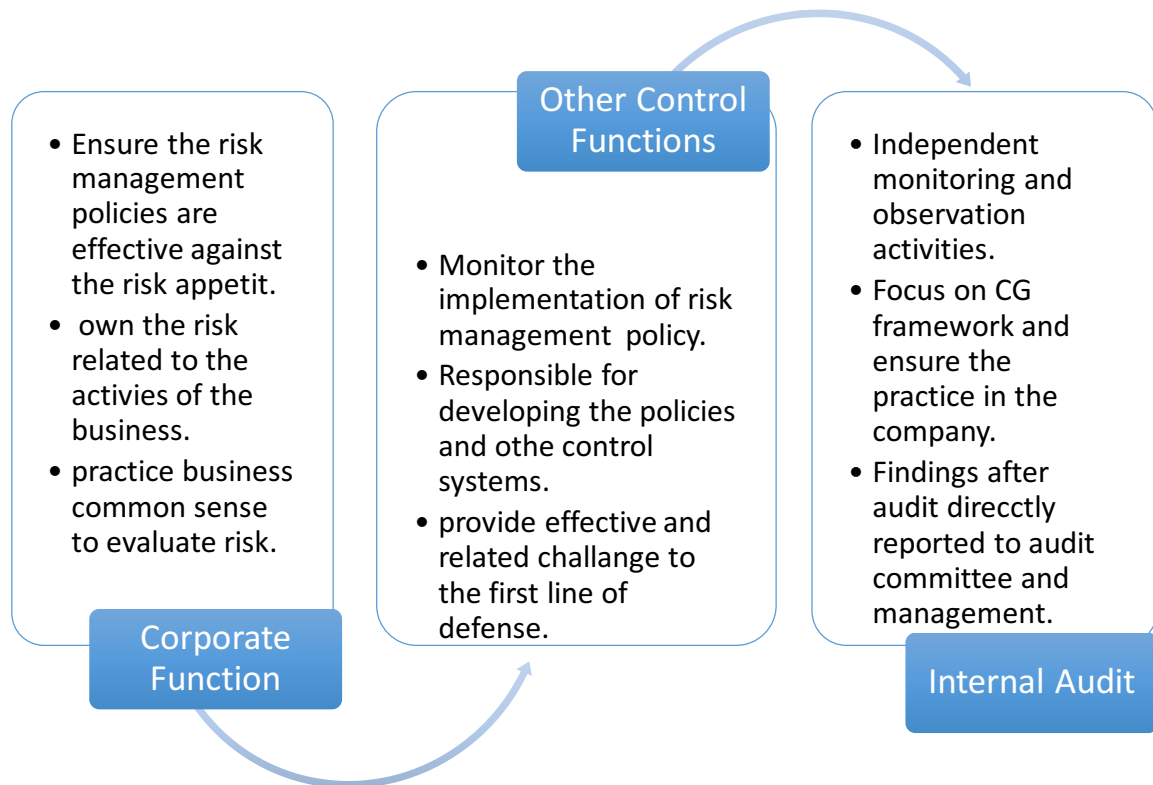 • Ensure the risk
management
policies are
effective against
the risk appetit.
• own the risk
related to the
activies of the
business.
• practice business
common sense
to evaluate risk.
Corporate
Function
Other Control
Functions
• Monitor the
implementation of risk
management policy.
• Responsible for
developing the policies
and othe control
systems.
• provide effective and
related challange to
the first line of
defense.
• Independent
monitoring and
observation
activities.
• Focus on CG
framework and
ensure the
practice in the
company.
• Findings after
audit direcctly
reported to audit
committee and
management.
Internal Audit